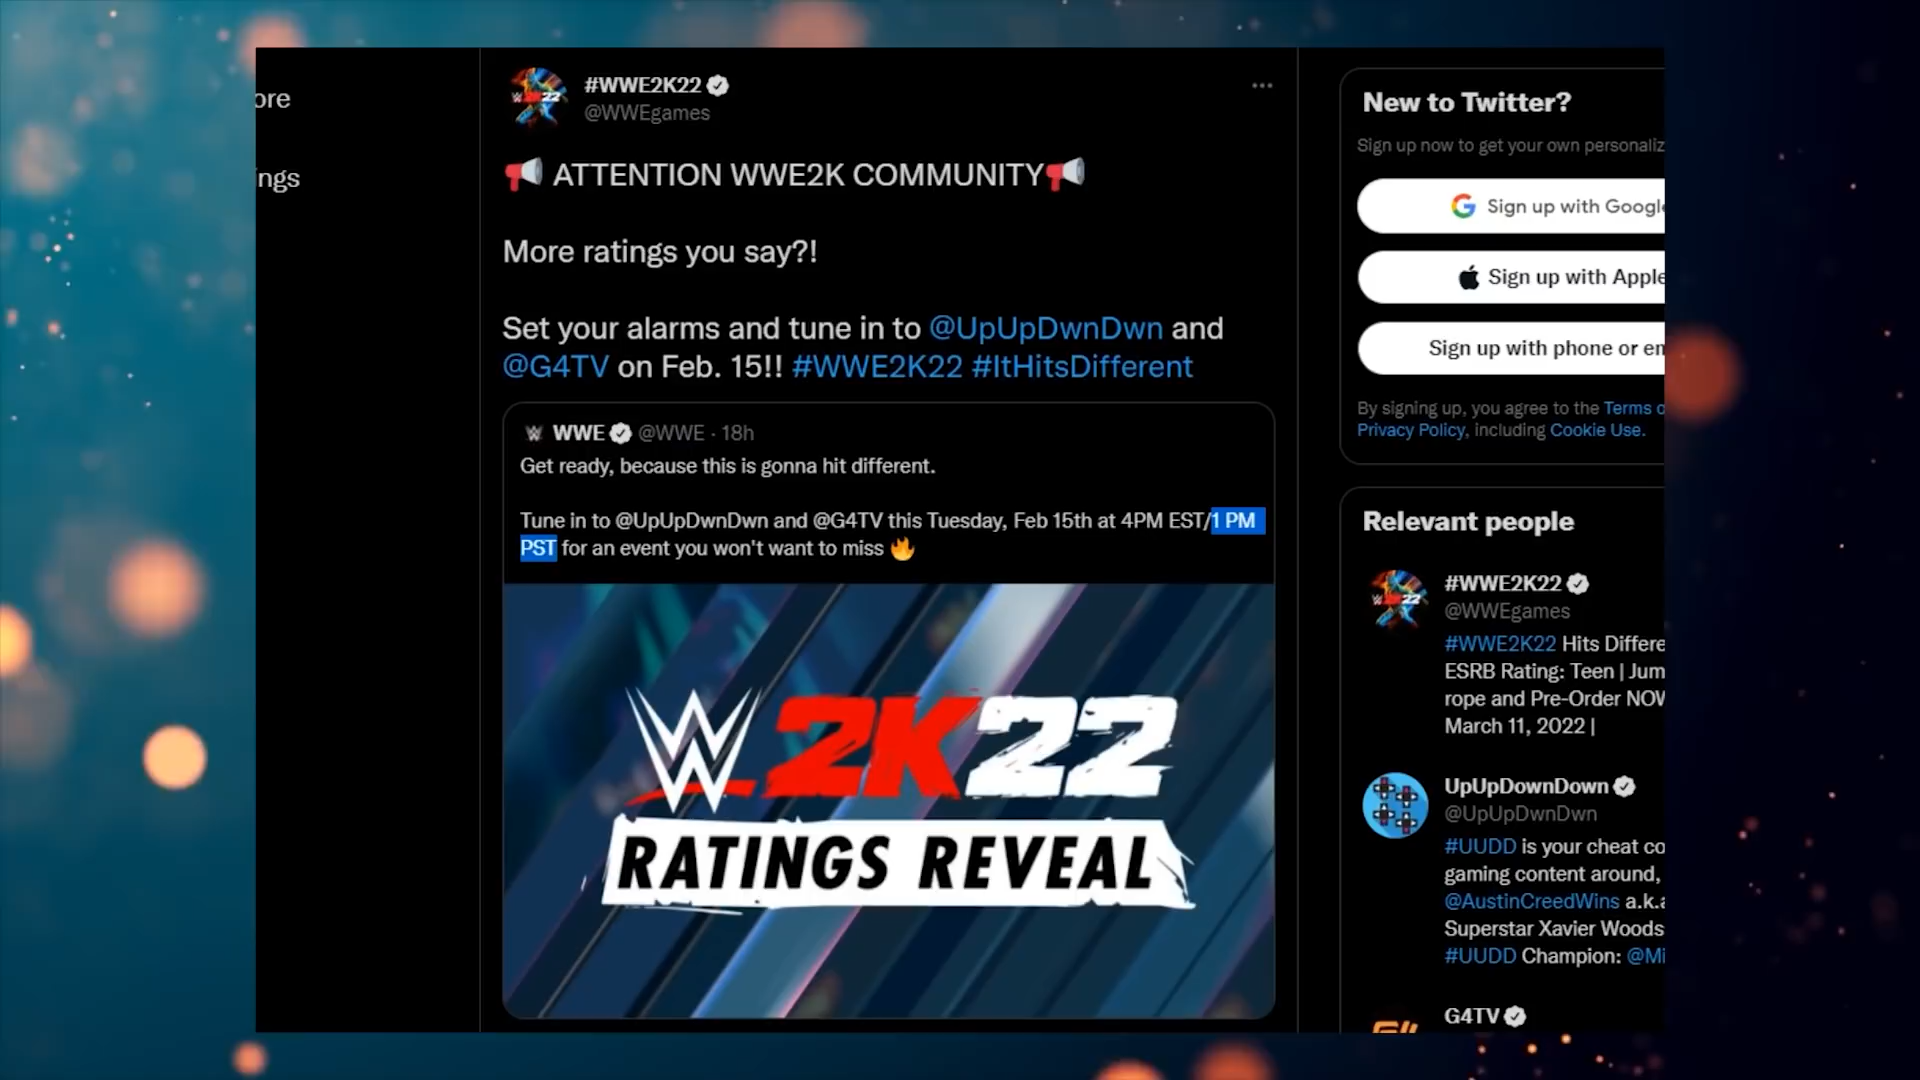 ore
ings
#WWE2K22
@WWEgames
ATTENTION WWE2K COMMUNITY
More ratings you say?!
Set your alarms and tune in to @UpUpDwnDwn and
@G4TV on Feb. 15!! #WWE2K22 #ItHitsDifferent
WWE @WWE · 18h
Get ready, because this is gonna hit different.
Tune in to @UpUpDwnDwn and @G4TV this Tuesday, Feb 15th at 4PM EST/1 PM
PST for an event you won't want to miss
W 2K22
RATINGS REVEAL
New to Twitter?
Sign up now to get your own personaliz
Sign up with Google
Sign up with Apple
Sign up with phone or em
By signing up, you agree to the Terms o
Privacy Policy, including Cookie Use.
Relevant people
#WWE2K22
@WWEgames
#WWE2K22 Hits Differe
ESRB Rating: Teen | Jum
rope and Pre-Order NOW
March 11, 2022 |
UpUpDownDown
@UpUpDwnDwn
#UUDD is your cheat co
gaming content around,
@AustinCreedWins a.k.a
Superstar Xavier Woods
#UUDD Champion: @Mi
G4TV